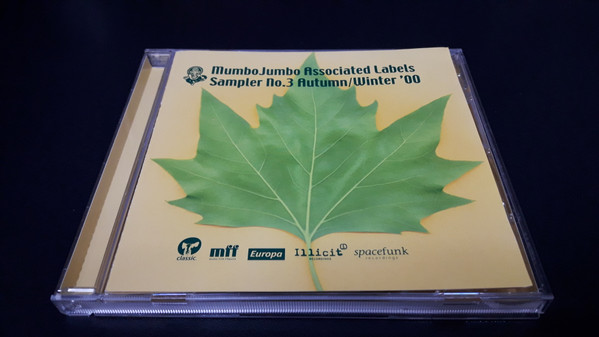 MumboJumbo Associated Labels
Sampler No.3 Autumn/Winter '00
classic
mff
Europa
Illicit
spacefunk
recordings